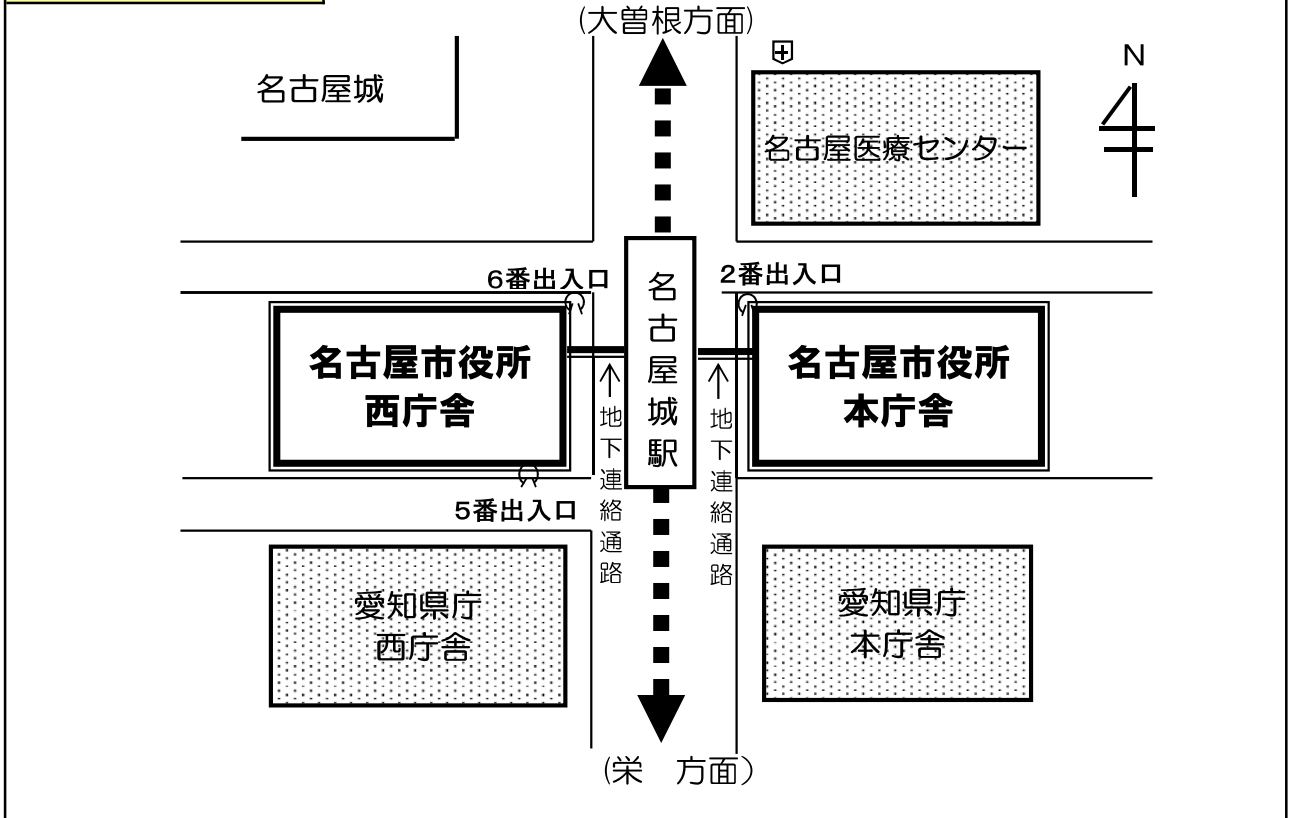 (大曽根方面)
N
名古屋城
名古屋医療センター
6番出入口
2番出入口
名古屋城駅
名古屋市役所
西庁舎
名古屋市役所
本庁舎
地下連絡通路
地下連絡通路
5番出入口
愛知県庁
西庁舎
愛知県庁
本庁舎
(栄　方面）